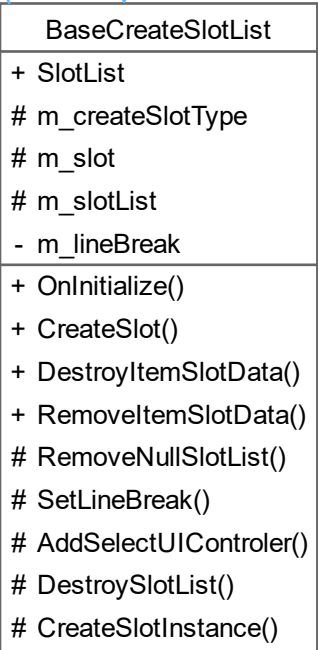 BaseCreateSlotList
+ SlotList
# m_createSlotType
# m_slot
# m_slotList
- m_lineBreak
+ OnInitialize()
+ CreateSlot()
+ DestroyItemSlotData()
+ RemoveItemSlotData()
# RemoveNullSlotList()
# SetLineBreak()
# AddSelectUIControler()
# DestroySlotList()
# CreateSlotInstance()